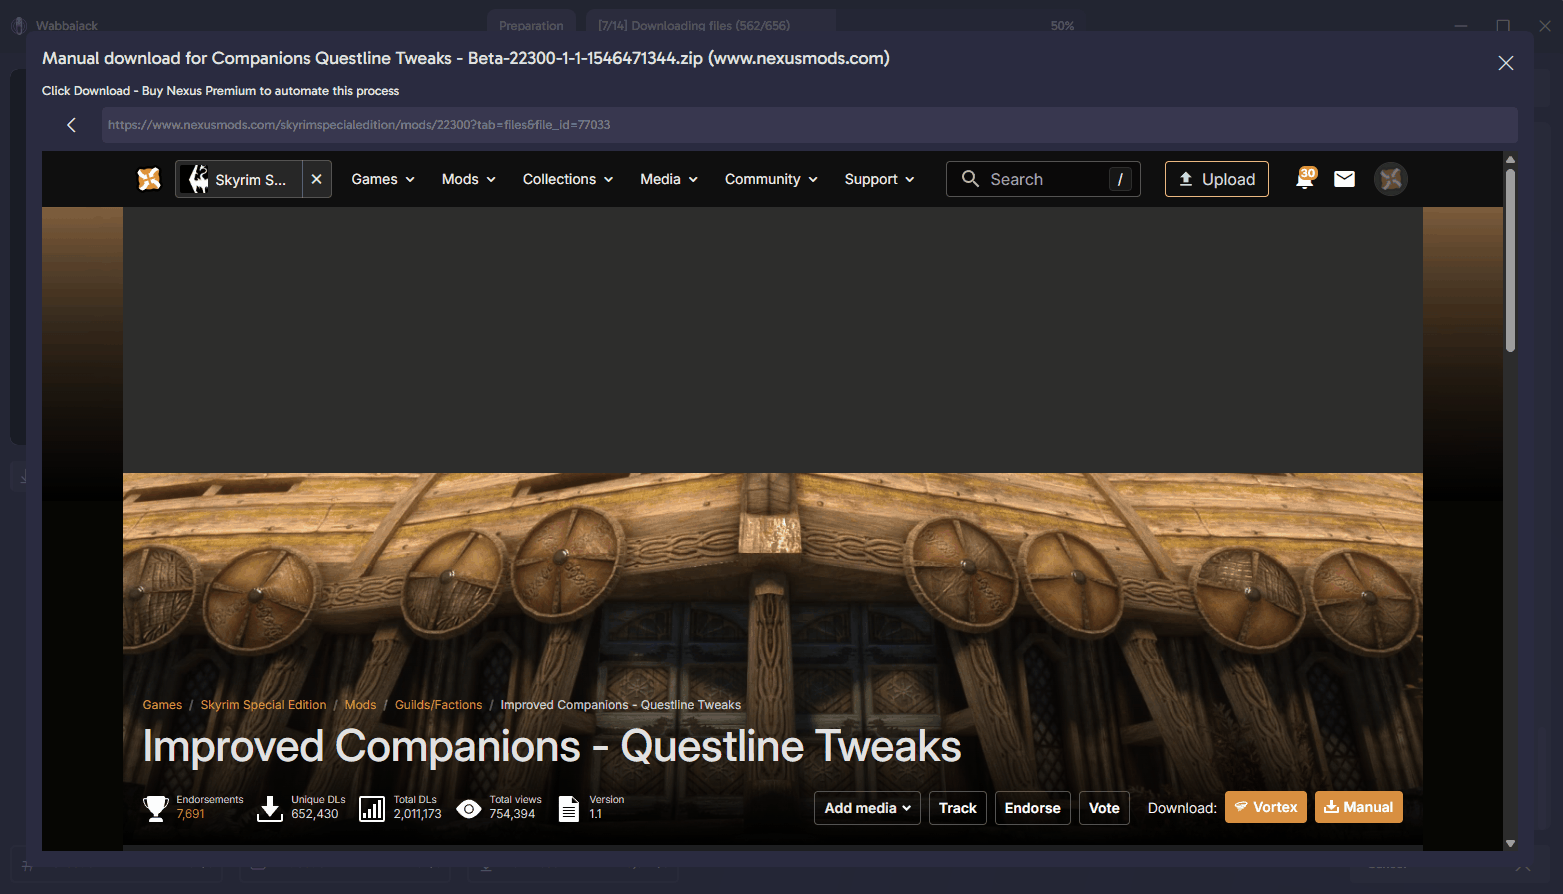 Wabbajack
Preparation
[7/14] Downloading files (562/656)
50%
Manual download for Companions Questline Tweaks - Beta-22300-1-1-1546471344.zip (www.nexusmods.com)
Click Download - Buy Nexus Premium to automate this process
https://www.nexusmods.com/skyrimspecialedition/mods/22300?tab=files&file_id=77033
Skyrim S...
Games
Mods
Collections
Media
Community
Support
Search
/
Upload
30
Games / Skyrim Special Edition / Mods / Guilds/Factions / Improved Companions - Questline Tweaks
Improved Companions - Questline Tweaks
Endorsements
7,691
Unique DLs
652,430
Total DLs
2,011,173
Total views
754,394
Version
1.1
Add media
Track
Endorse
Vote
Download:
Vortex
Manual